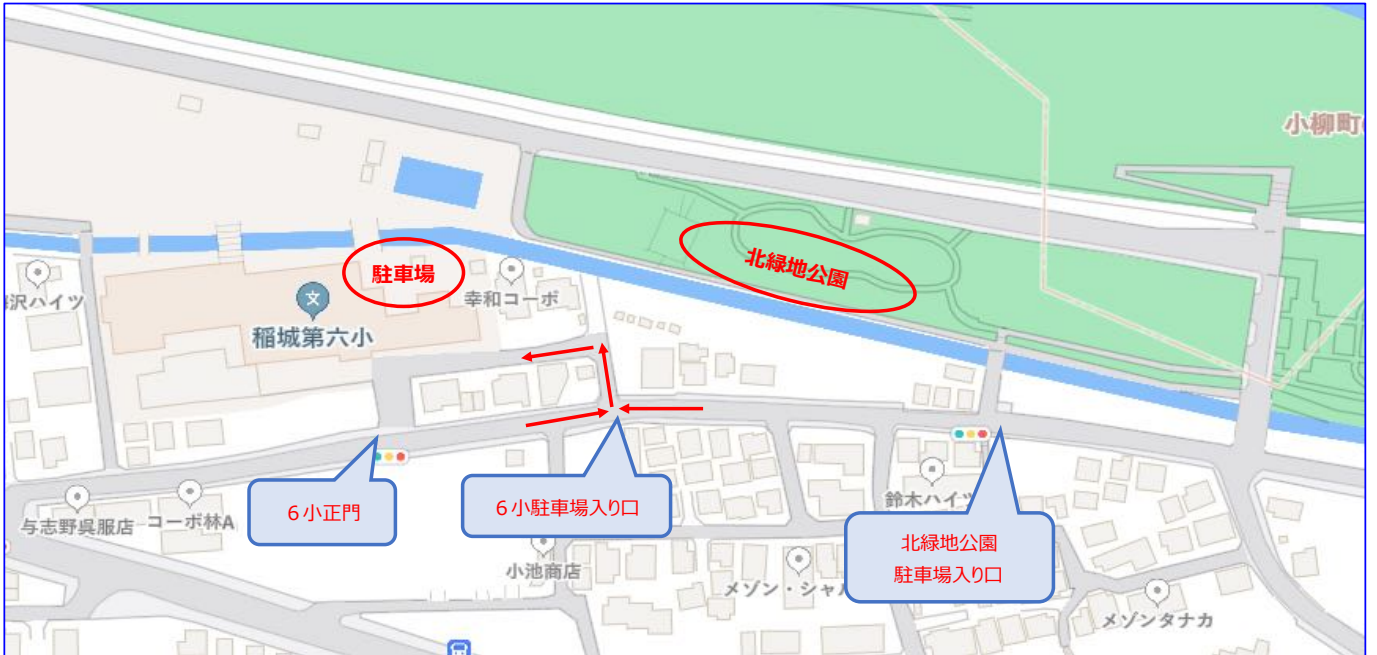 小柳町
駐車場
北緑地公園
沢ハイツ
文
幸和コーポ
稲城第六小
鈴木ハイツ
6小正門
6小駐車場入り口
与志野呉服店
コーポ林A
北緑地公園
駐車場入り口
小池商店
メゾン・シャル
メゾンタナカ